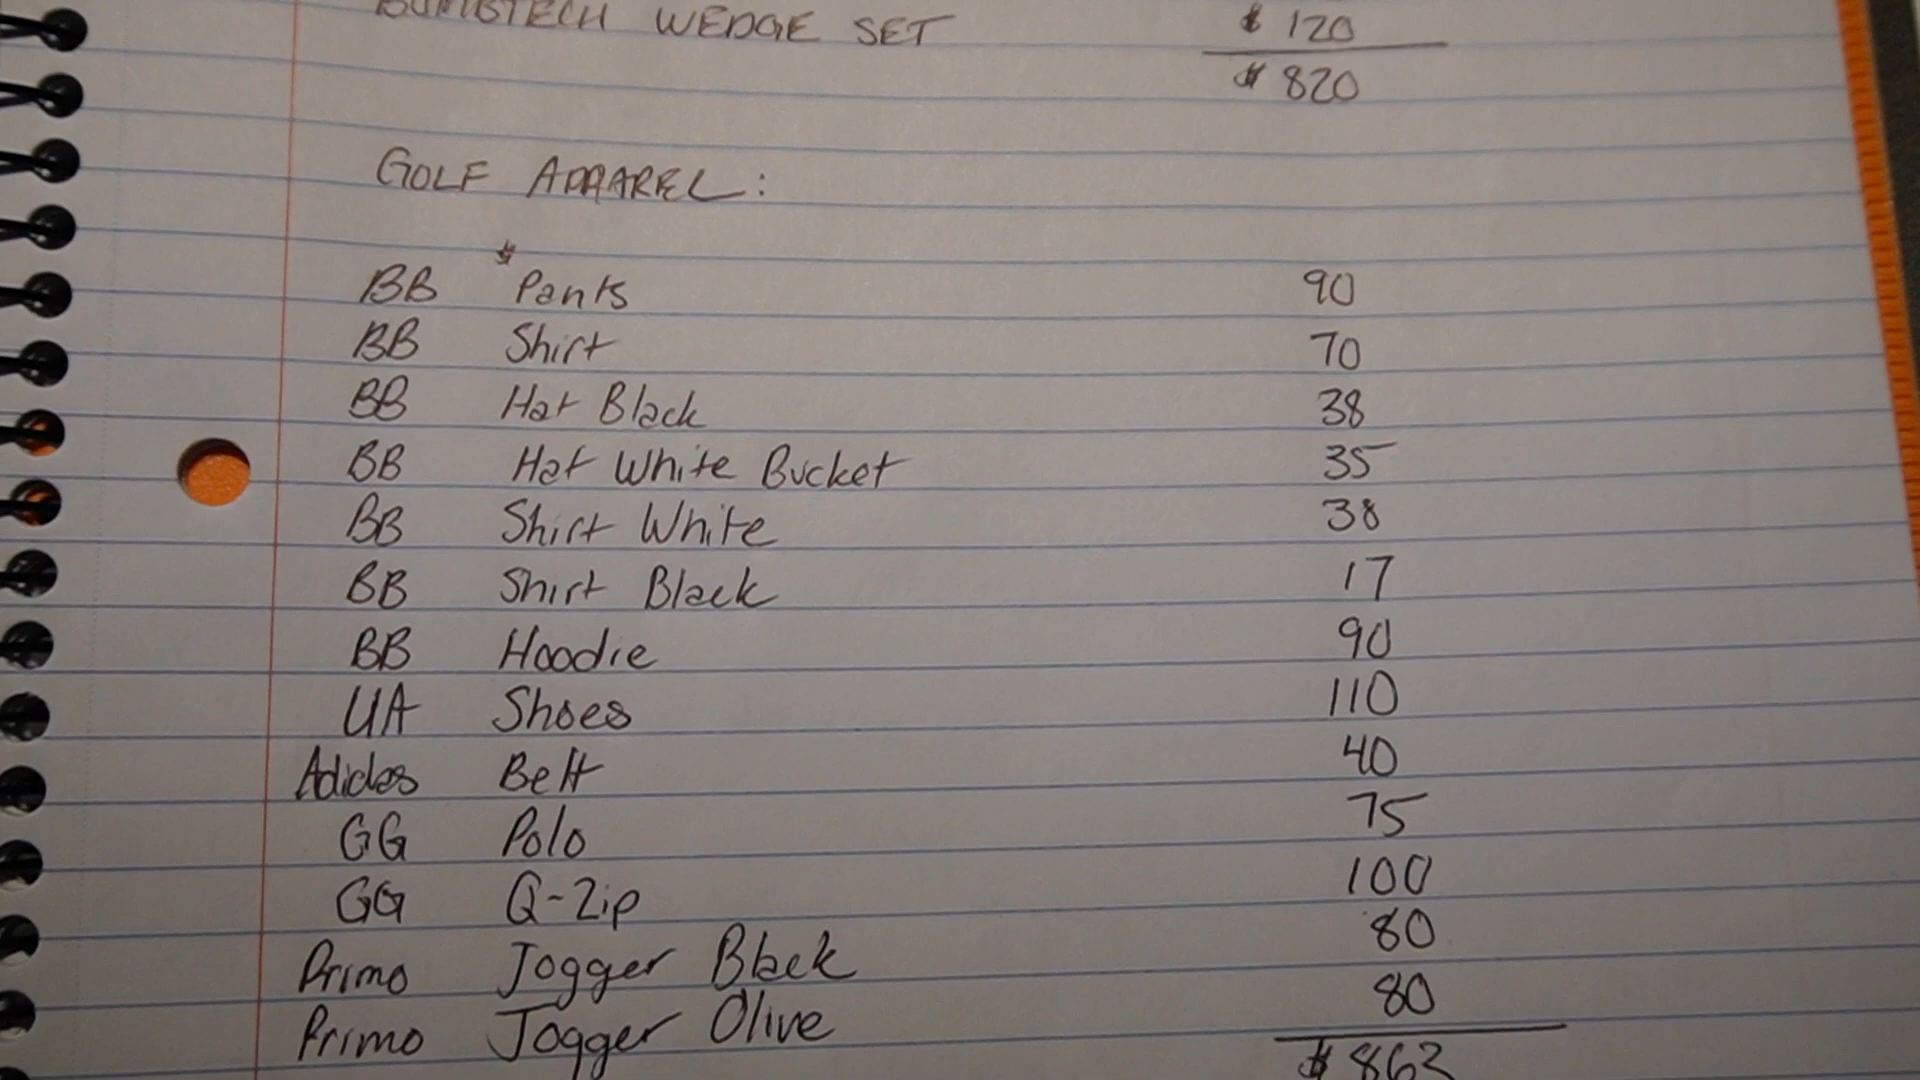 BOMBTECH WEDGE SET $ 120
$ 820
GOLF APPAREL:
$
BB Pants 90
BB Shirt 70
BB Hat Black 38
BB Hat White Bucket 35
BB Shirt White 38
BB Shirt Black 17
BB Hoodie 90
UA Shoes 110
Adidas Belt 40
GG Polo 75
GG Q-Zip 100
Primo Jogger Black 80
Primo Jogger Olive 80
$ 863